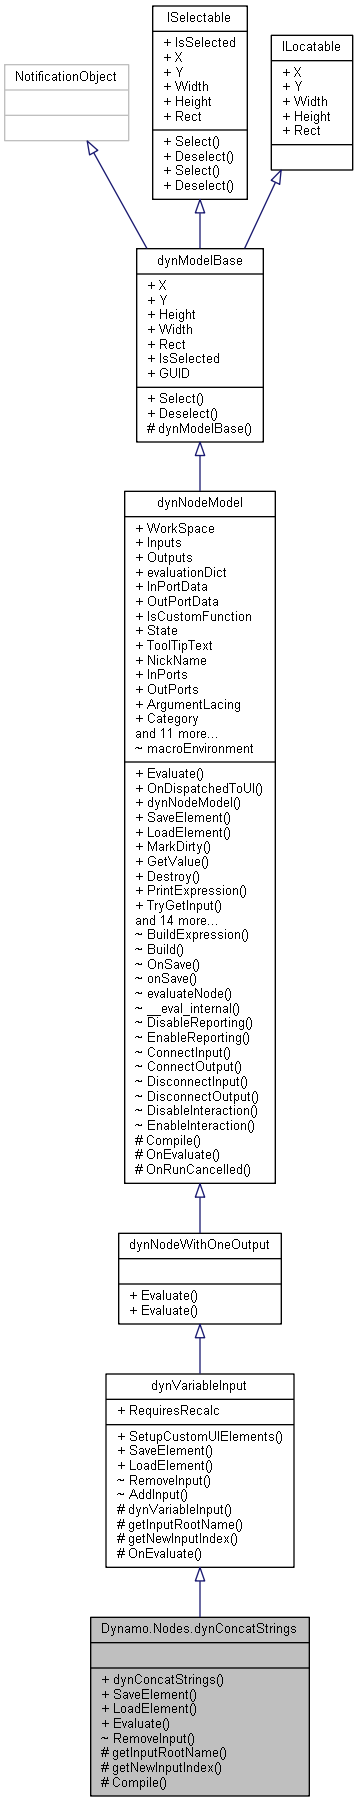 ISelectable
+ IsSelected
+ X
+ Y
+ Width
+ Height
+ Rect
+ Select()
+ Deselect()
+ Select()
+ Deselect()
ILocatable
+ X
+ Y
+ Width
+ Height
+ Rect
NotificationObject
dynModelBase
+ X
+ Y
+ Height
+ Width
+ Rect
+ IsSelected
+ GUID
+ Select()
+ Deselect()
# dynModelBase()
dynNodeModel
+ WorkSpace
+ Inputs
+ Outputs
+ evaluationDict
+ InPortData
+ OutPortData
+ IsCustomFunction
+ State
+ ToolTipText
+ NickName
+ InPorts
+ OutPorts
+ ArgumentLacing
+ Category
and 11 more...
~ macroEnvironment
+ Evaluate()
+ OnDispatchedToUI()
+ dynNodeModel()
+ SaveElement()
+ LoadElement()
+ MarkDirty()
+ GetValue()
+ Destroy()
+ PrintExpression()
+ TryGetInput()
and 14 more...
~ BuildExpression()
~ Build()
~ OnSave()
~ onSave()
~ evaluateNode()
~ __eval_internal()
~ DisableReporting()
~ EnableReporting()
~ ConnectInput()
~ ConnectOutput()
~ DisconnectInput()
~ DisconnectOutput()
~ DisableInteraction()
~ EnableInteraction()
# Compile()
# OnEvaluate()
# OnRunCancelled()
dynNodeWithOneOutput
+ Evaluate()
+ Evaluate()
dynVariableInput
+ RequiresRecalc
+ SetupCustomUIElements()
+ SaveElement()
+ LoadElement()
~ RemoveInput()
~ AddInput()
# dynVariableInput()
# getInputRootName()
# getNewInputIndex()
# OnEvaluate()
Dynamo.Nodes.dynConcatStrings
+ dynConcatStrings()
+ SaveElement()
+ LoadElement()
+ Evaluate()
~ RemoveInput()
# getInputRootName()
# getNewInputIndex()
# Compile()